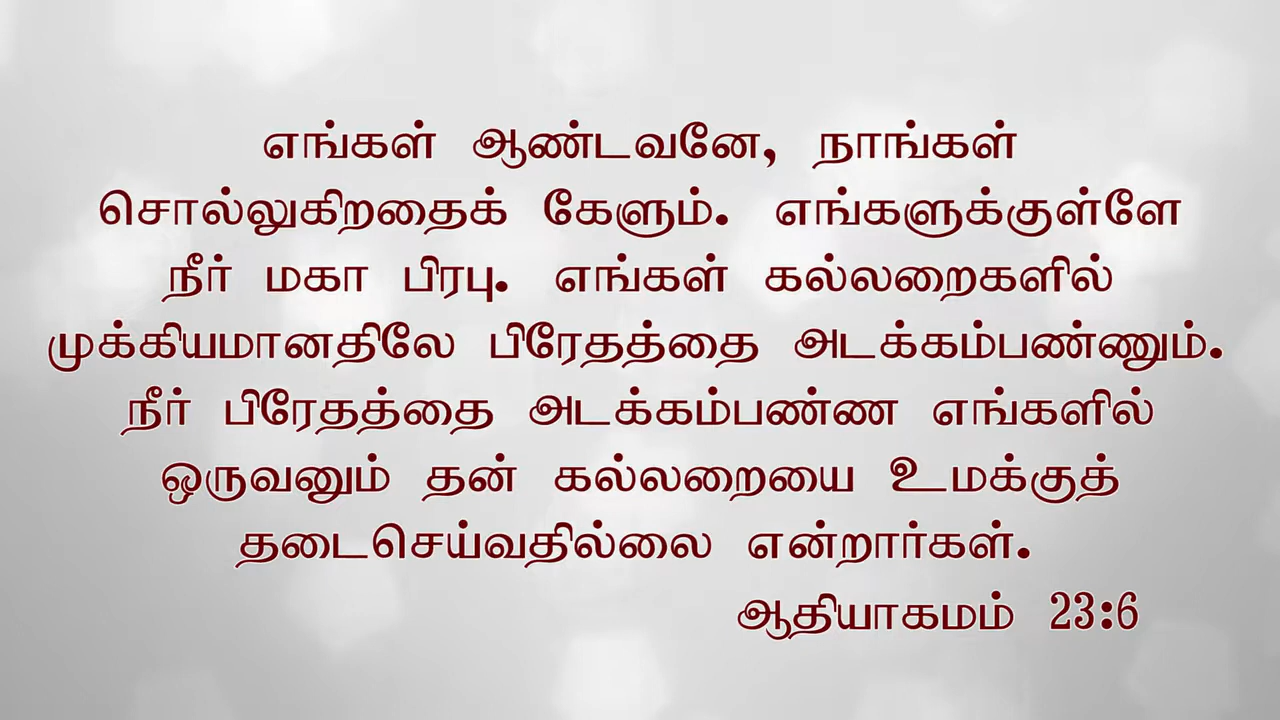 எங்கள் ஆண்டவனே, நாங்கள்
சொல்லுகிறதைக் கேளும். எங்களுக்குள்ளே
நீர் மகா பிரபு. எங்கள் கல்லறைகளில்
முக்கியமானதிலே பிரேதத்தை அடக்கம்பண்ணும்.
நீர் பிரேதத்தை அடக்கம்பண்ண எங்களில்
ஒருவனும் தன் கல்லறையை உமக்குத்
தடைசெய்வதில்லை என்றார்கள்.
ஆதியாகமம் 23:6